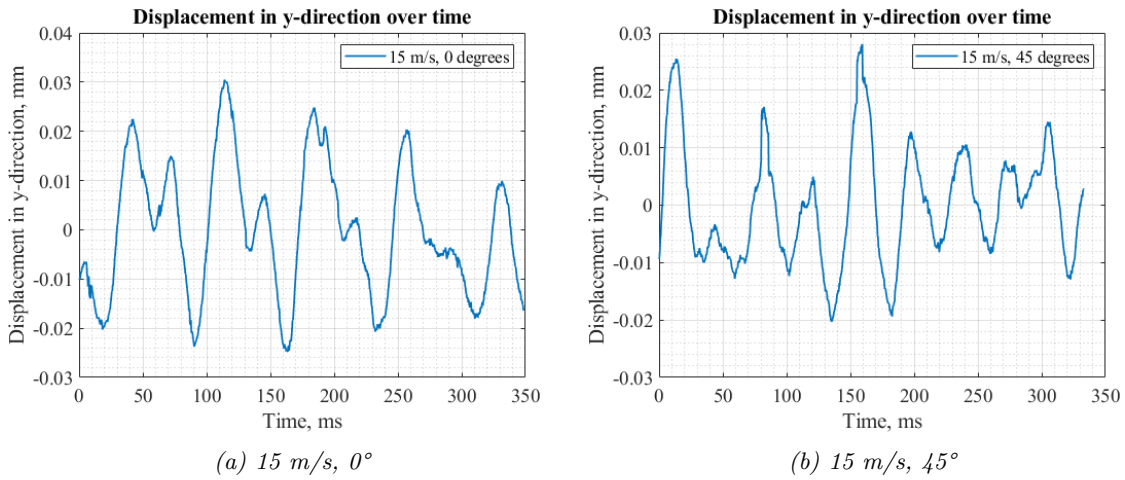 Displacement in y-direction over time
0.04
0.03
0.02
0.01
0
-0.01
-0.02
-0.03
Displacement in y-direction, mm
15 m/s, 0 degrees
0 50 100 150 200 250 300 350
Time, ms
(a) 15 m/s, 0°
Displacement in y-direction over time
0.03
0.02
0.01
0
-0.01
-0.02
-0.03
Displacement in y-direction, mm
15 m/s, 45 degrees
0 50 100 150 200 250 300 350
Time, ms
(b) 15 m/s, 45°